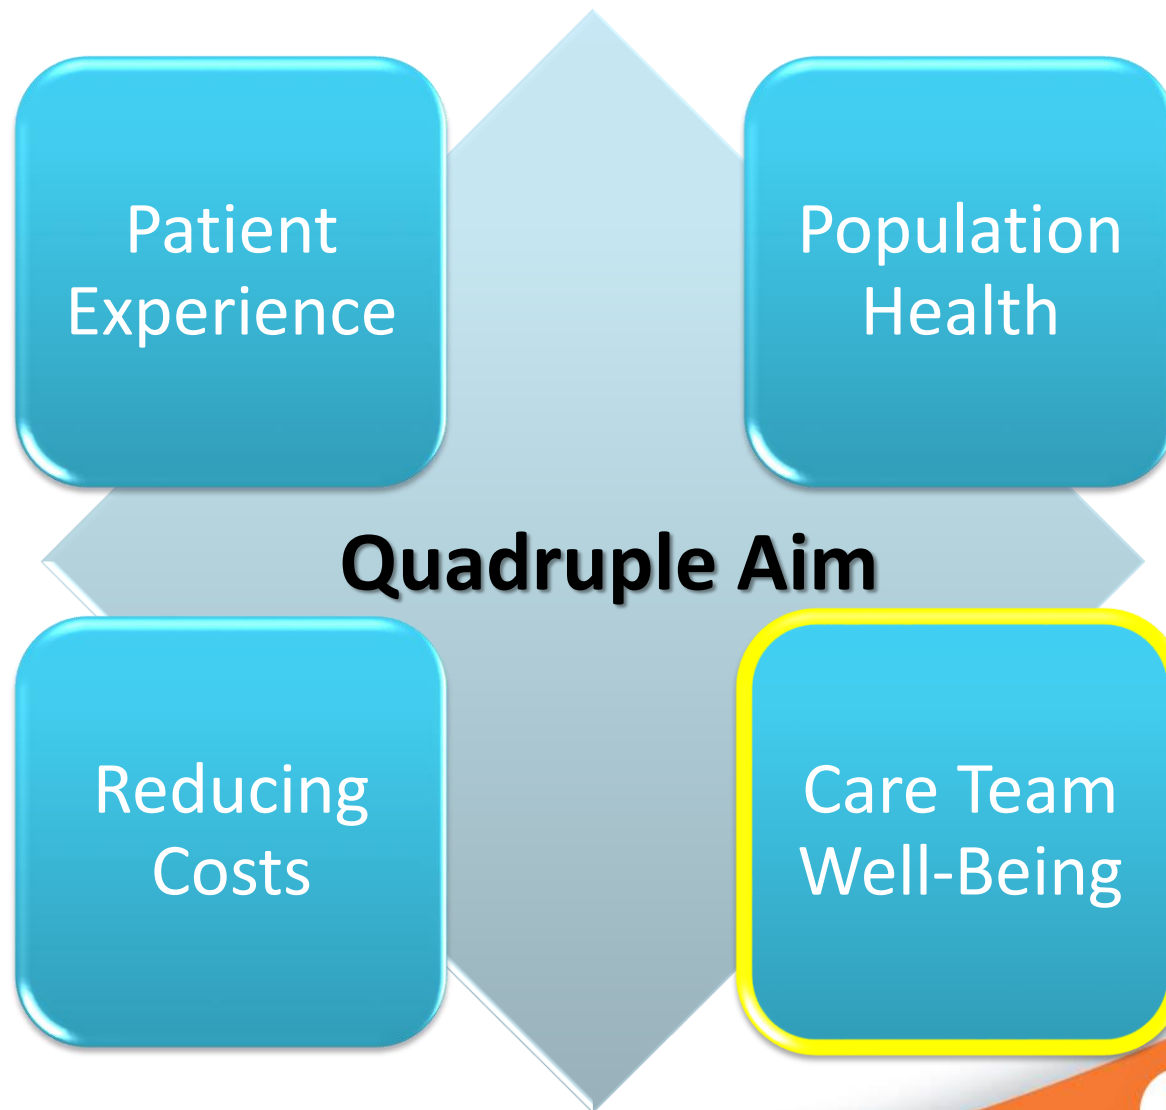 Patient
Experience
Population
Health
Quadruple Aim
Reducing
Costs
Care Team
Well-Being